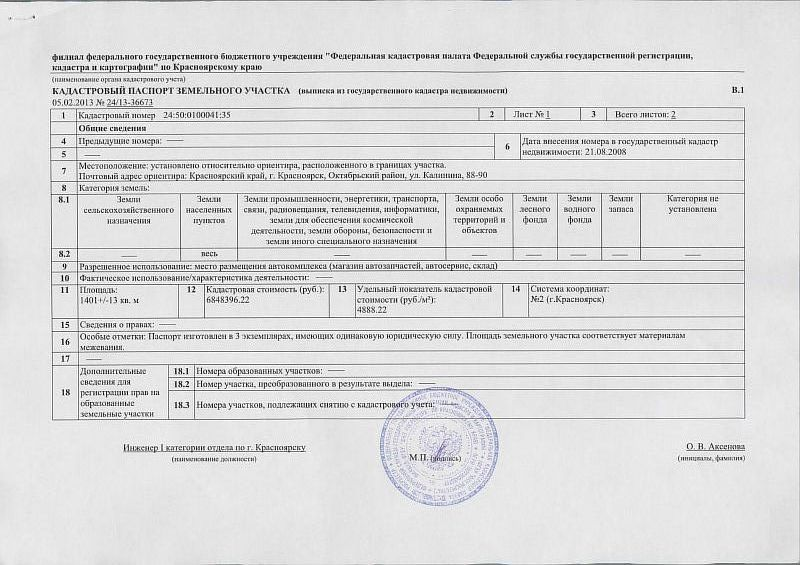 филиал федерального государственного бюджетного учреждения "Федеральная кадастровая палата Федеральной службы государственной регистрации,
кадастра и картографии" по Красноярскому краю
(наименование органа кадастрового учета)
КАДАСТРОВЫЙ ПАСПОРТ ЗЕМЕЛЬНОГО УЧАСТКА (выписка из государственного кадастра недвижимости) В.1
05.02.2013 № 24/13-36673
1 Кадастровый номер 24:50:0100041:35 2 Лист № 1 3 Всего листов: 2
Общие сведения
4 Предыдущие номера: ——
5 ——
6 Дата внесения номера в государственный кадастр
недвижимости: 21.08.2008
7 Местоположение: установлено относительно ориентира, расположенного в границах участка.
Почтовый адрес ориентира: Красноярский край, г. Красноярск, Октябрьский район, ул. Калинина, 88-90
8 Категория земель:
8.1 Земли
сельскохозяйственного
назначения
Земли
населенных
пунктов
Земли промышленности, энергетики, транспорта,
связи, радиовещания, телевидения, информатики,
земли для обеспечения космической
деятельности, земли обороны, безопасности и
земли иного специального назначения
Земли особо
охраняемых
территорий и
объектов
Земли
лесного
фонда
Земли
водного
фонда
Земли
запаса
Категория не
установлена
8.2 —— весь —— —— —— —— —— ——
9 Разрешенное использование: место размещения автокомплекса (магазин автозапчастей, автосервис, склад)
10 Фактическое использование/характеристика деятельности: ——
11 Площадь:
1401+/-13 кв. м
12 Кадастровая стоимость (руб.):
6848396.22
13 Удельный показатель кадастровой
стоимости (руб./м²):
4888.22
14 Система координат:
№2 (г.Красноярск)
15 Сведения о правах: ——
16 Особые отметки: Паспорт изготовлен в 3 экземплярах, имеющих одинаковую юридическую силу. Площадь земельного участка соответствует материалам
межевания.
17 ——
18 Дополнительные
сведения для
регистрации прав на
образованные
земельные участки
18.1 Номера образованных участков: ——
18.2 Номер участка, преобразованного в результате выдела: ——
18.3 Номера участков, подлежащих снятию с кадастрового учета:
Инженер I категории отдела по г. Красноярску
(наименование должности)
М.П. (подпись)
О. В. Аксенова
(инициалы, фамилия)